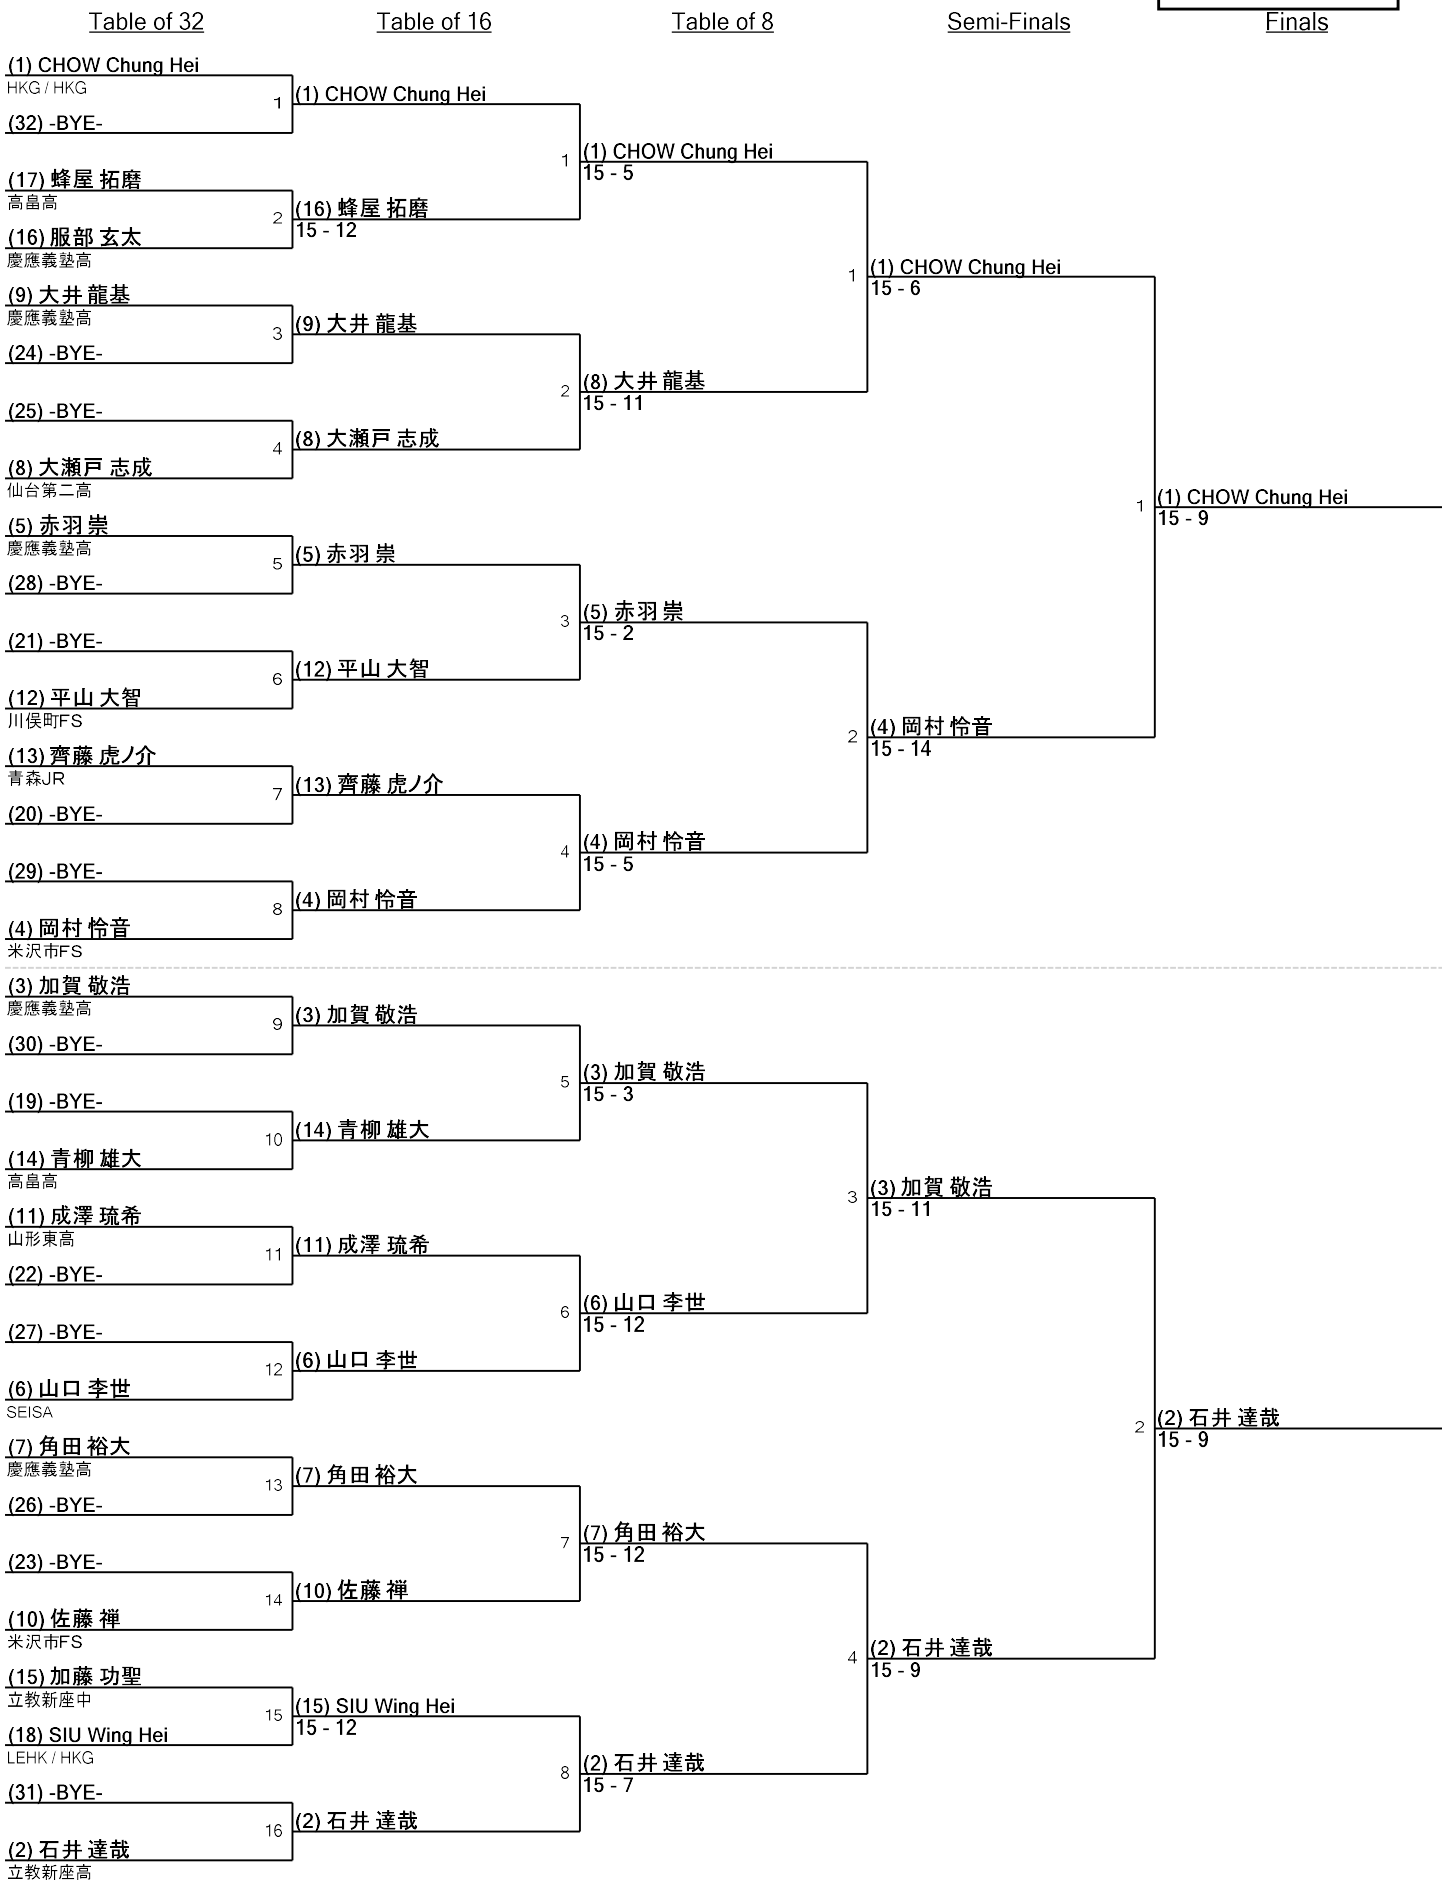 Table of 32
Table of 16
Table of 8
Semi-Finals
Finals
(1) CHOW Chung Hei
HKG / HKG
1
(32) -BYE-
(17) 蜂屋 拓磨
高畠高
2
(16) 服部 玄太
慶應義塾高
(9) 大井 龍基
慶應義塾高
3
(24) -BYE-
(25) -BYE-
4
(8) 大瀬戸 志成
仙台第二高
(5) 赤羽 崇
慶應義塾高
5
(28) -BYE-
(21) -BYE-
6
(12) 平山 大智
川俣町FS
(13) 齊藤 虎ノ介
青森JR
7
(20) -BYE-
(29) -BYE-
8
(4) 岡村 怜音
米沢市FS
(3) 加賀 敬浩
慶應義塾高
9
(30) -BYE-
(19) -BYE-
10
(14) 青柳 雄大
高畠高
(11) 成澤 琉希
山形東高
11
(22) -BYE-
(27) -BYE-
12
(6) 山口 李世
SEISA
(7) 角田 裕大
慶應義塾高
13
(26) -BYE-
(23) -BYE-
14
(10) 佐藤 禅
米沢市FS
(15) 加藤 功聖
立教新座中
15
(18) SIU Wing Hei
LEHK / HKG
(31) -BYE-
16
(2) 石井 達哉
立教新座高
(1) CHOW Chung Hei
1
(16) 蜂屋 拓磨
15 - 12
(9) 大井 龍基
2
(8) 大瀬戸 志成
(5) 赤羽 崇
3
(12) 平山 大智
(13) 齊藤 虎ノ介
4
(4) 岡村 怜音
(3) 加賀 敬浩
5
(14) 青柳 雄大
(11) 成澤 琉希
6
(6) 山口 李世
(7) 角田 裕大
7
(10) 佐藤 禅
(15) SIU Wing Hei
15 - 12
8
(2) 石井 達哉
(1) CHOW Chung Hei
15 - 5
1
(8) 大井 龍基
15 - 11
(5) 赤羽 崇
15 - 2
2
(4) 岡村 怜音
15 - 5
(3) 加賀 敬浩
15 - 3
3
(6) 山口 李世
15 - 12
(7) 角田 裕大
15 - 12
4
(2) 石井 達哉
15 - 7
(1) CHOW Chung Hei
15 - 6
1
(4) 岡村 怜音
15 - 14
(3) 加賀 敬浩
15 - 11
2
(2) 石井 達哉
15 - 9
(1) CHOW Chung Hei
15 - 9
(2) 石井 達哉
15 - 9